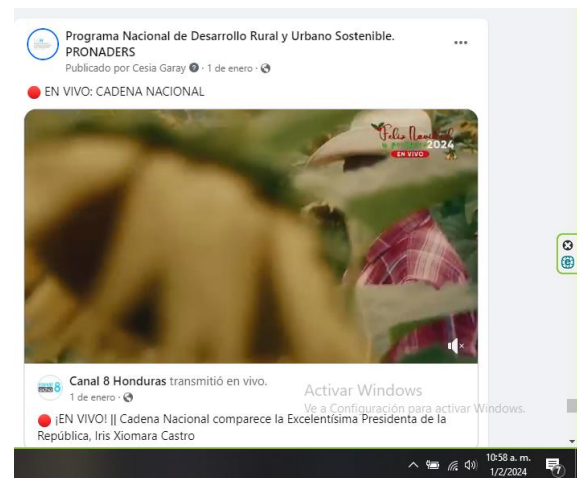 Programa Nacional de Desarrollo Rural y Urbano Sostenible.
PRONADERS
Publicado por Cesia Garay · 1 de enero ·
EN VIVO: CADENA NACIONAL
Feliz Navidad
2024
EN VIVO
Canal 8 Honduras transmitió en vivo.
1 de enero ·
¡EN VIVO! || Cadena Nacional comparece la Excelentísima Presidenta de la
República, Iris Xiomara Castro
Activar Windows
Ve a Configuración para activar Windows.
10:58 a. m.
1/2/2024
7